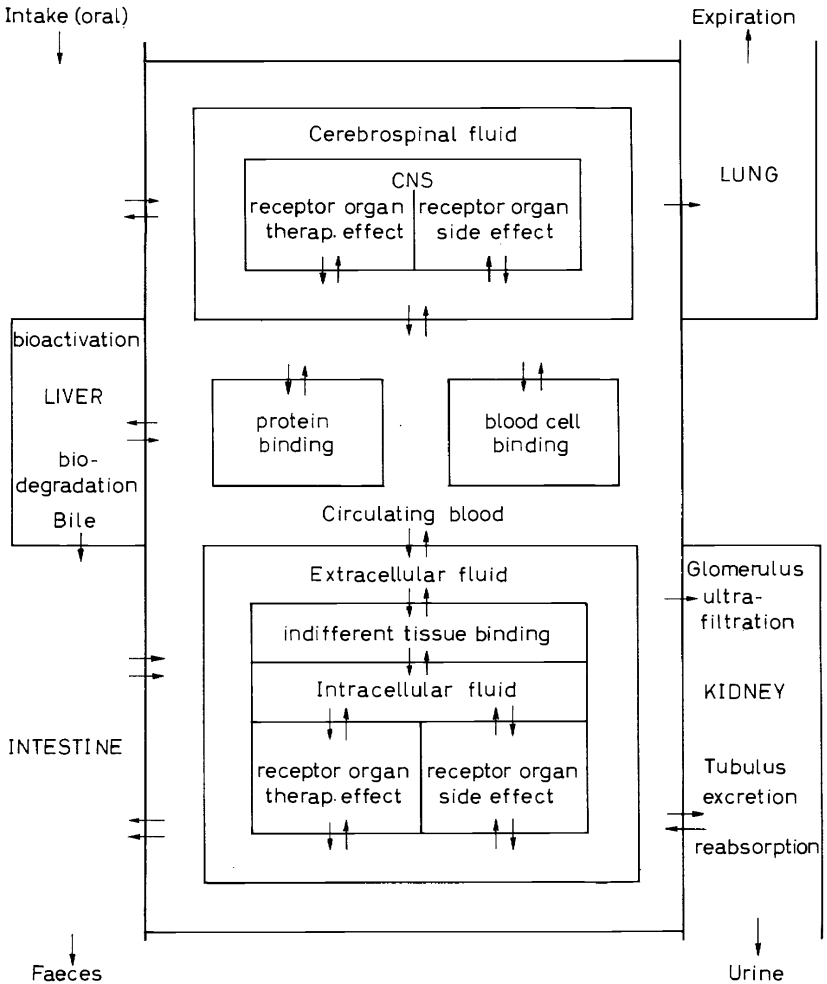 Intake (oral)
Expiration
Cerebrospinal fluid
CNS
receptor organ
therap. effect
receptor organ
side effect
LUNG
bioactivation
LIVER
bio-
degradation
Bile
protein
binding
blood cell
binding
Circulating blood
Extracellular fluid
indifferent tissue binding
Intracellular fluid
receptor organ
therap. effect
receptor organ
side effect
Glomerulus
ultra-
filtration
KIDNEY
Tubulus
excretion
reabsorption
INTESTINE
Faeces
Urine